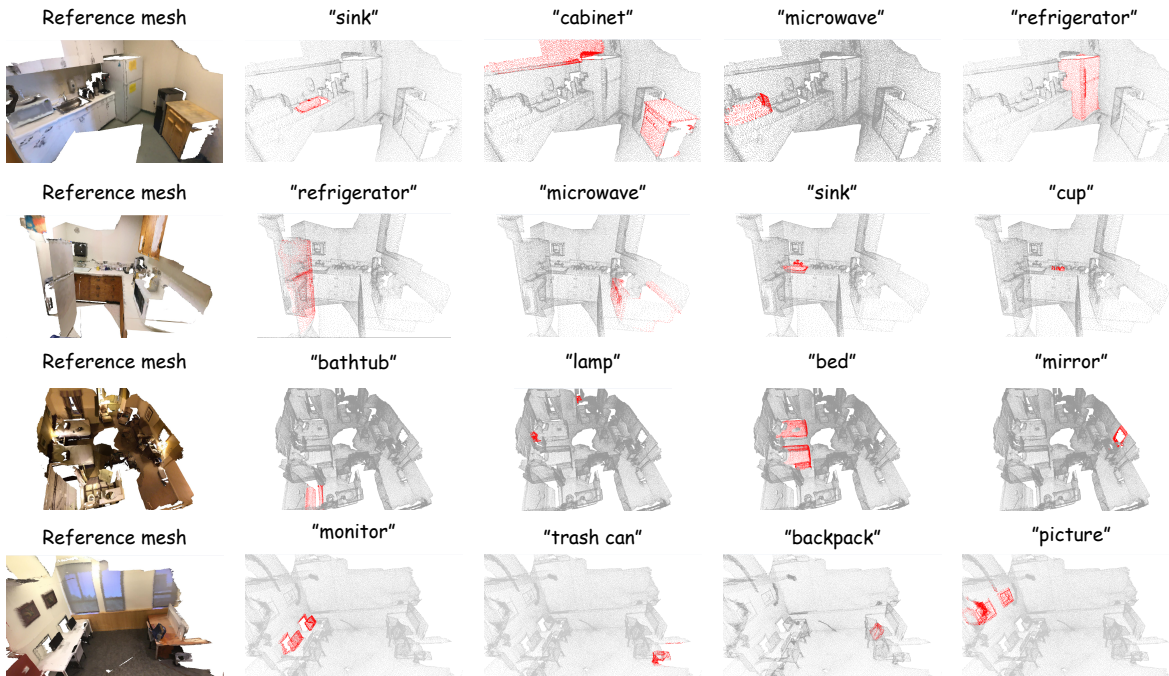 Reference mesh
"sink"
"cabinet"
"microwave"
"refrigerator"
Reference mesh
"refrigerator"
"microwave"
"sink"
"cup"
Reference mesh
"bathtub"
"lamp"
"bed"
"mirror"
Reference mesh
"monitor"
"trash can"
"backpack"
"picture"